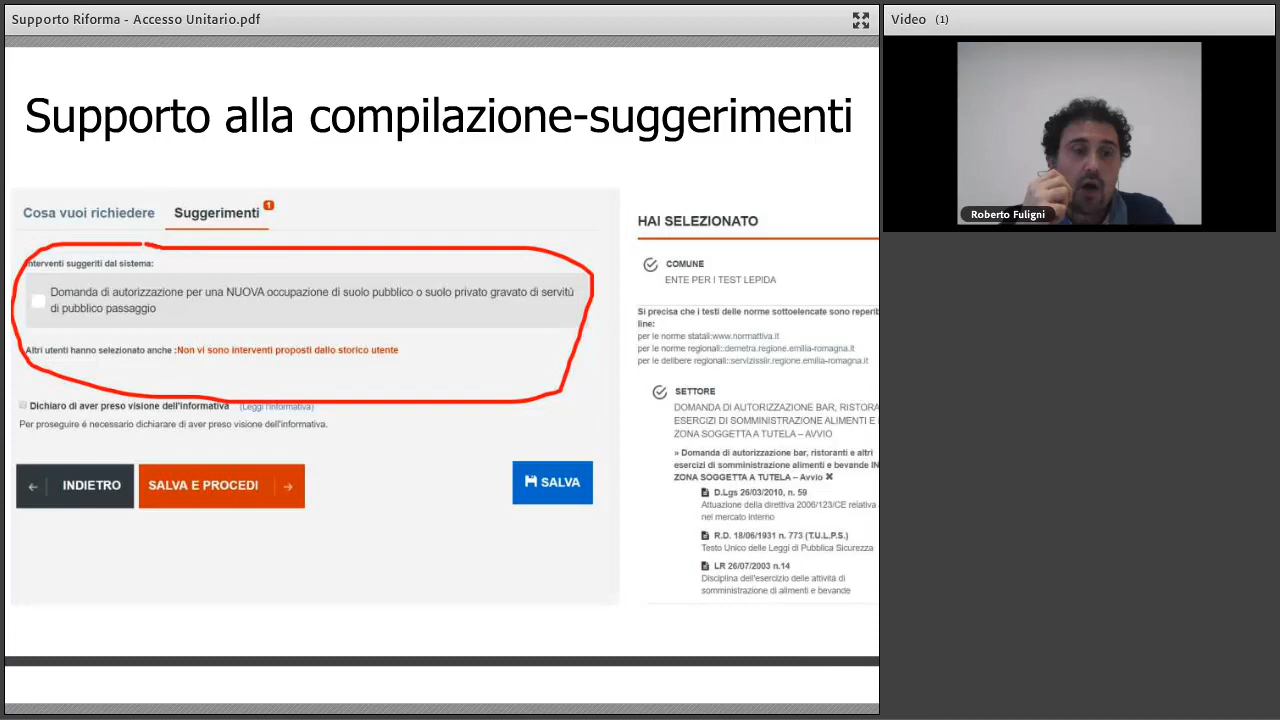 Supporto Riforma - Accesso Unitario.pdf
Video (1)
Supporto alla compilazione-suggerimenti
Roberto Fuligni
Cosa vuoi richiedere
Suggerimenti 1
Interventi suggeriti dal sistema:
Domanda di autorizzazione per una NUOVA occupazione di suolo pubblico o suolo privato gravato di servitù
di pubblico passaggio
Altri utenti hanno selezionato anche :Non vi sono interventi proposti dallo storico utente
Dichiaro di aver preso visione dell'informativa (Leggi l'informativa)
Per proseguire é necessario dichiarare di aver preso visione dell'informativa.
INDIETRO
SALVA E PROCEDI
SALVA
HAI SELEZIONATO
COMUNE
ENTE PER I TEST LEPIDA
Si precisa che i testi delle norme sottoelencate sono reperib
line:
per le norme statali:www.normattiva.it
per le norme regionali::demetra.regione.emilia-romagna.it
per le delibere regionali::servizissiir.regione.emilia-romagna.it
SETTORE
DOMANDA DI AUTORIZZAZIONE BAR, RISTORA
ESERCIZI DI SOMMINISTRAZIONE ALIMENTI E
ZONA SOGGETTA A TUTELA – AVVIO
» Domanda di autorizzazione bar, ristoranti e altri
esercizi di somministrazione alimenti e bevande IN
ZONA SOGGETTA A TUTELA – Avvio
D.Lgs 26/03/2010, n. 59
Attuazione della direttiva 2006/123/CE relativa
nel mercato interno
R.D. 18/06/1931 n. 773 (T.U.L.P.S.)
Testo Unico delle Leggi di Pubblica Sicurezza
LR 26/07/2003 n.14
Disciplina dell'esercizio delle attività di
somministrazione di alimenti e bevande